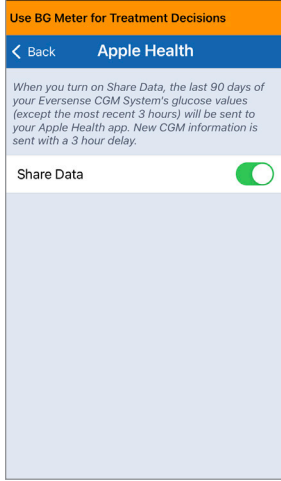 Use BG Meter for Treatment Decisions
Back Apple Health
When you turn on Share Data, the last 90 days of
your Eversense CGM System's glucose values
(except the most recent 3 hours) will be sent to
your Apple Health app. New CGM information is
sent with a 3 hour delay.
Share Data